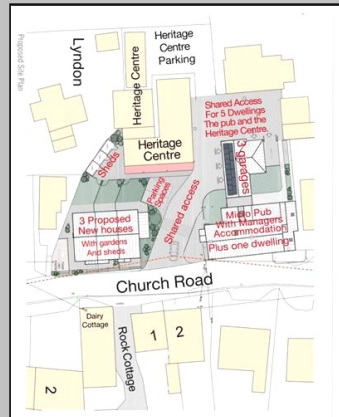 Proposed Site Plan
Lyndon
Heritage Centre
Heritage
Centre
Parking
Heritage
Centre
Shared Access
For 5 Dwellings
The pub and the
Heritage Centre.
3 garages
Sheds
Parking
Spaces
Shared access
3 Proposed
New houses
With gardens
And sheds
Micro Pub
With Managers
Accommodation
Plus one dwelling
Church Road
Dairy
Cottage
Rock Cottage
1
2
2